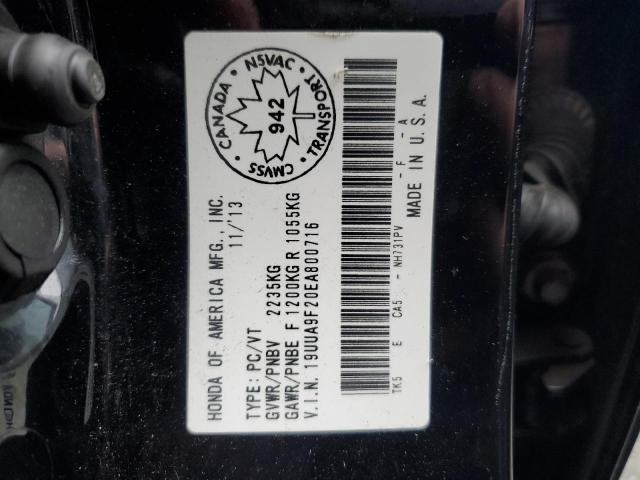 HONDA OF AMERICA MFG., INC.
11/'13
TYPE: PC/VT
GVWR/PNBV 2235KG
GAWR/PNBE F 1200KG R 1055KG
V.I.N. 19UUA9F20EA800716
TK5 E CA5 - NH731PV - F - A
MADE IN U.S.A.
CANADA • NSVAC • TRANSPORT • CMVSS •
942